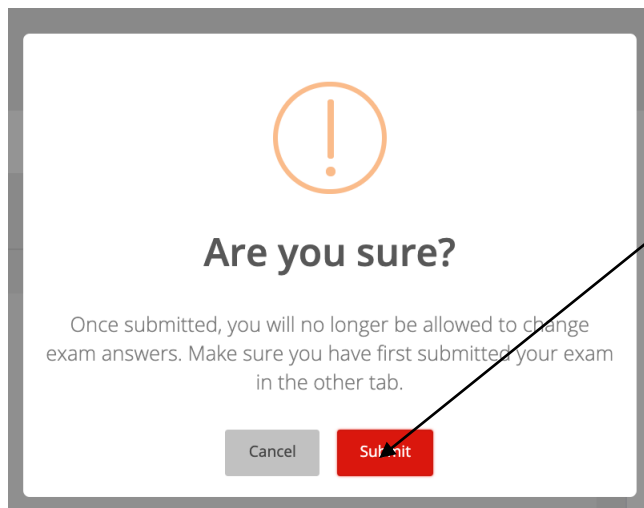 Are you sure?
Once submitted, you will no longer be allowed to change
exam answers. Make sure you have first submitted your exam
in the other tab.
Cancel Submit